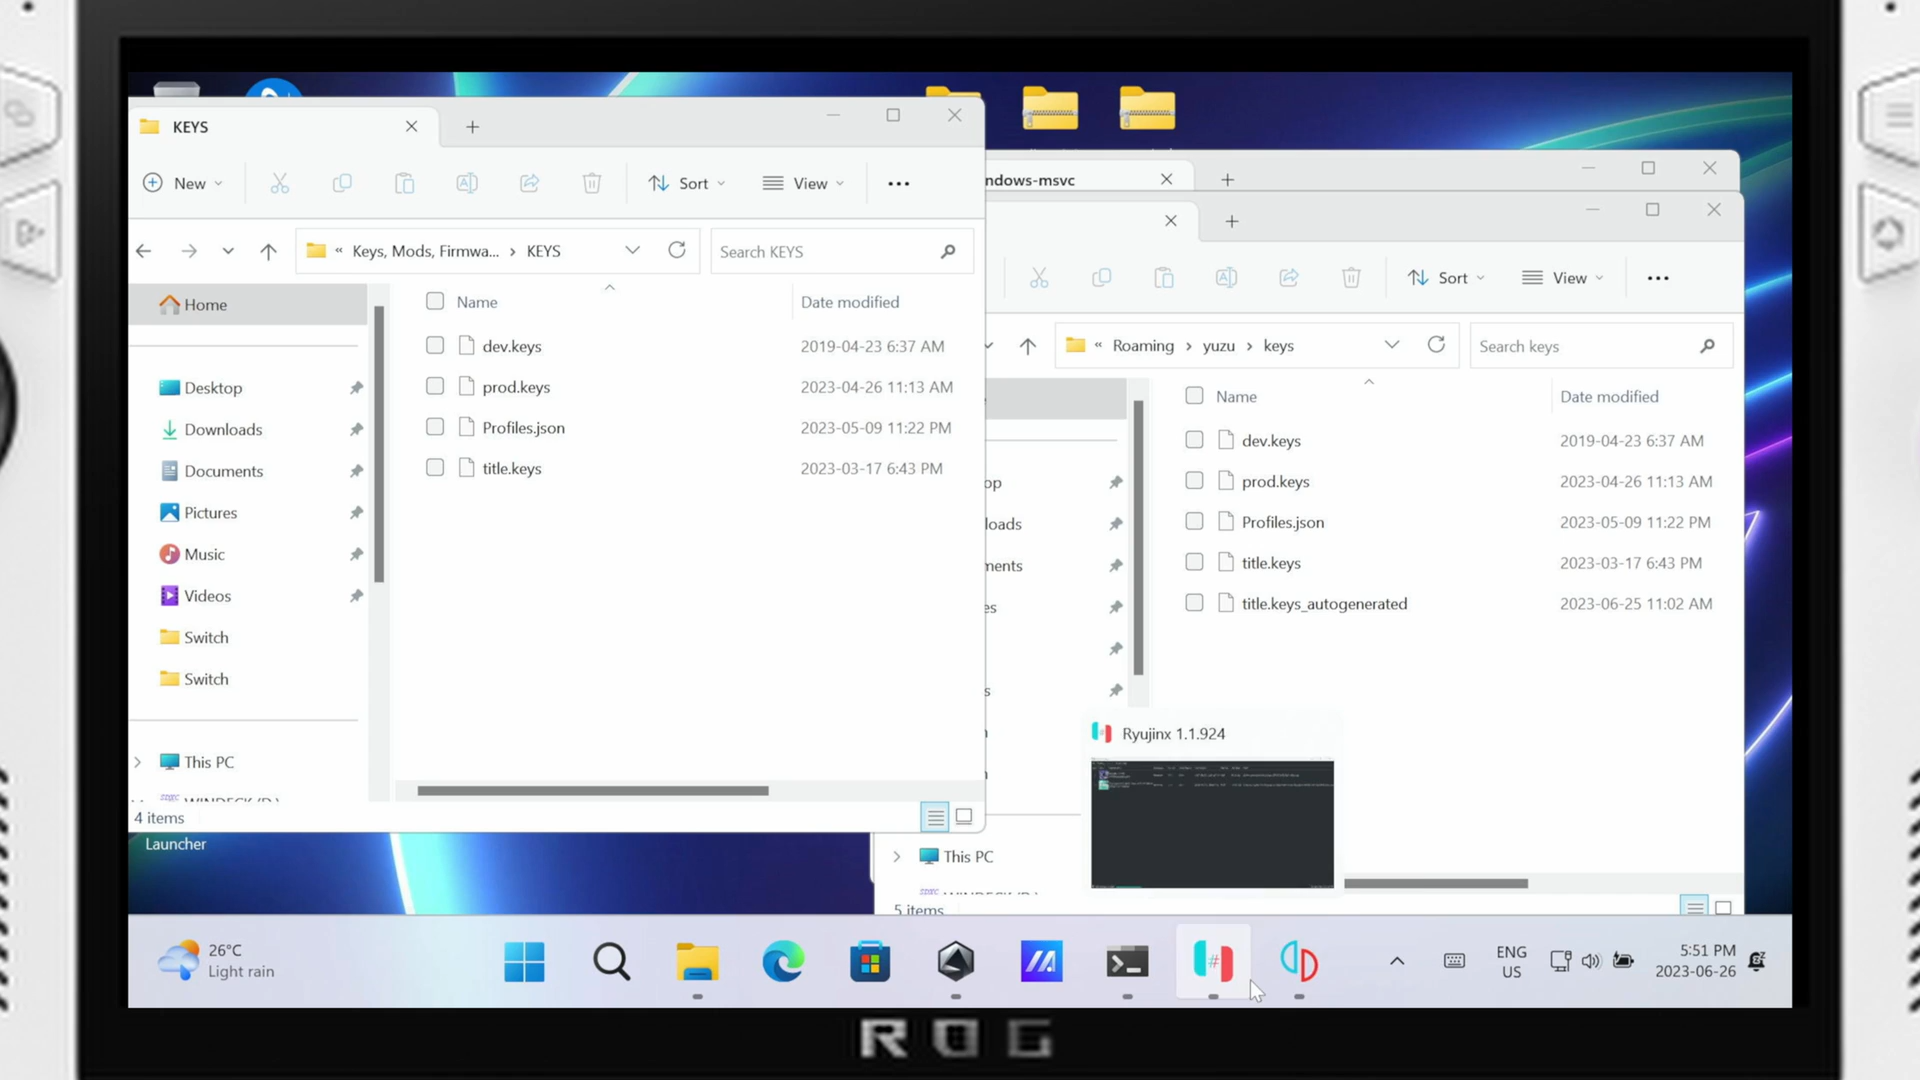 KEYS
New
Sort
View
« Keys, Mods, Firmwa... › KEYS
Search KEYS
Home
Desktop
Downloads
Documents
Pictures
Music
Videos
Switch
Switch
This PC
Name
Date modified
dev.keys
2019-04-23 6:37 AM
prod.keys
2023-04-26 11:13 AM
Profiles.json
2023-05-09 11:22 PM
title.keys
2023-03-17 6:43 PM
4 items
Launcher
ndows-msvc
Sort
View
« Roaming › yuzu › keys
Search keys
op
loads
nents
es
s
Name
Date modified
dev.keys
2019-04-23 6:37 AM
prod.keys
2023-04-26 11:13 AM
Profiles.json
2023-05-09 11:22 PM
title.keys
2023-03-17 6:43 PM
title.keys_autogenerated
2023-06-25 11:02 AM
Ryujinx 1.1.924
This PC
5 items
26°C
Light rain
ENG
US
5:51 PM
2023-06-26
ROG